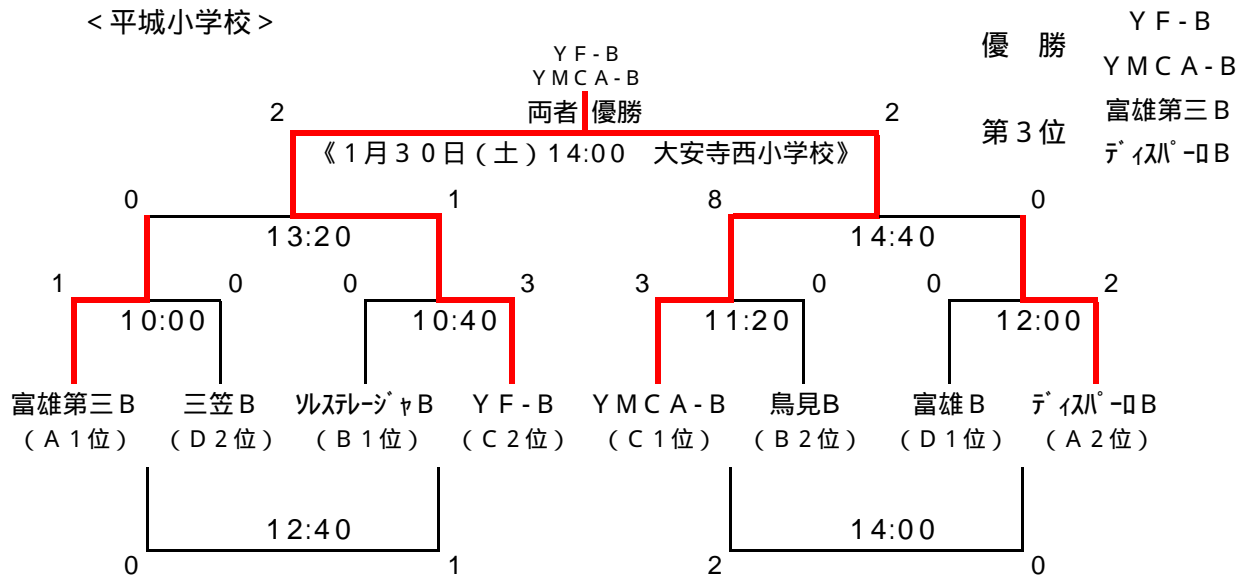 ＜平城小学校＞
優　勝
ＹＦ-Ｂ
ＹＭＣＡ-Ｂ
第３位
富雄第三Ｂ
ﾃﾞｨｽﾊﾟｰﾛＢ
ＹＦ-Ｂ
ＹＭＣＡ-Ｂ
両者 優勝
2 2
《１月３０日(土)14:00　大安寺西小学校》
0 1 8 0
13:20 14:40
1 0 0 3 3 0 0 2
10:00 10:40 11:20 12:00
富雄第三Ｂ 三笠Ｂ ｿﾙｽﾃﾚｰｼﾞｬＢ ＹＦ-Ｂ ＹＭＣＡ-Ｂ 鳥見Ｂ 富雄Ｂ ﾃﾞｨｽﾊﾟｰﾛＢ
(Ａ１位) (Ｄ２位) (Ｂ１位) (Ｃ２位) (Ｃ１位) (Ｂ２位) (Ｄ１位) (Ａ２位)
12:40 14:00
0 1 2 0